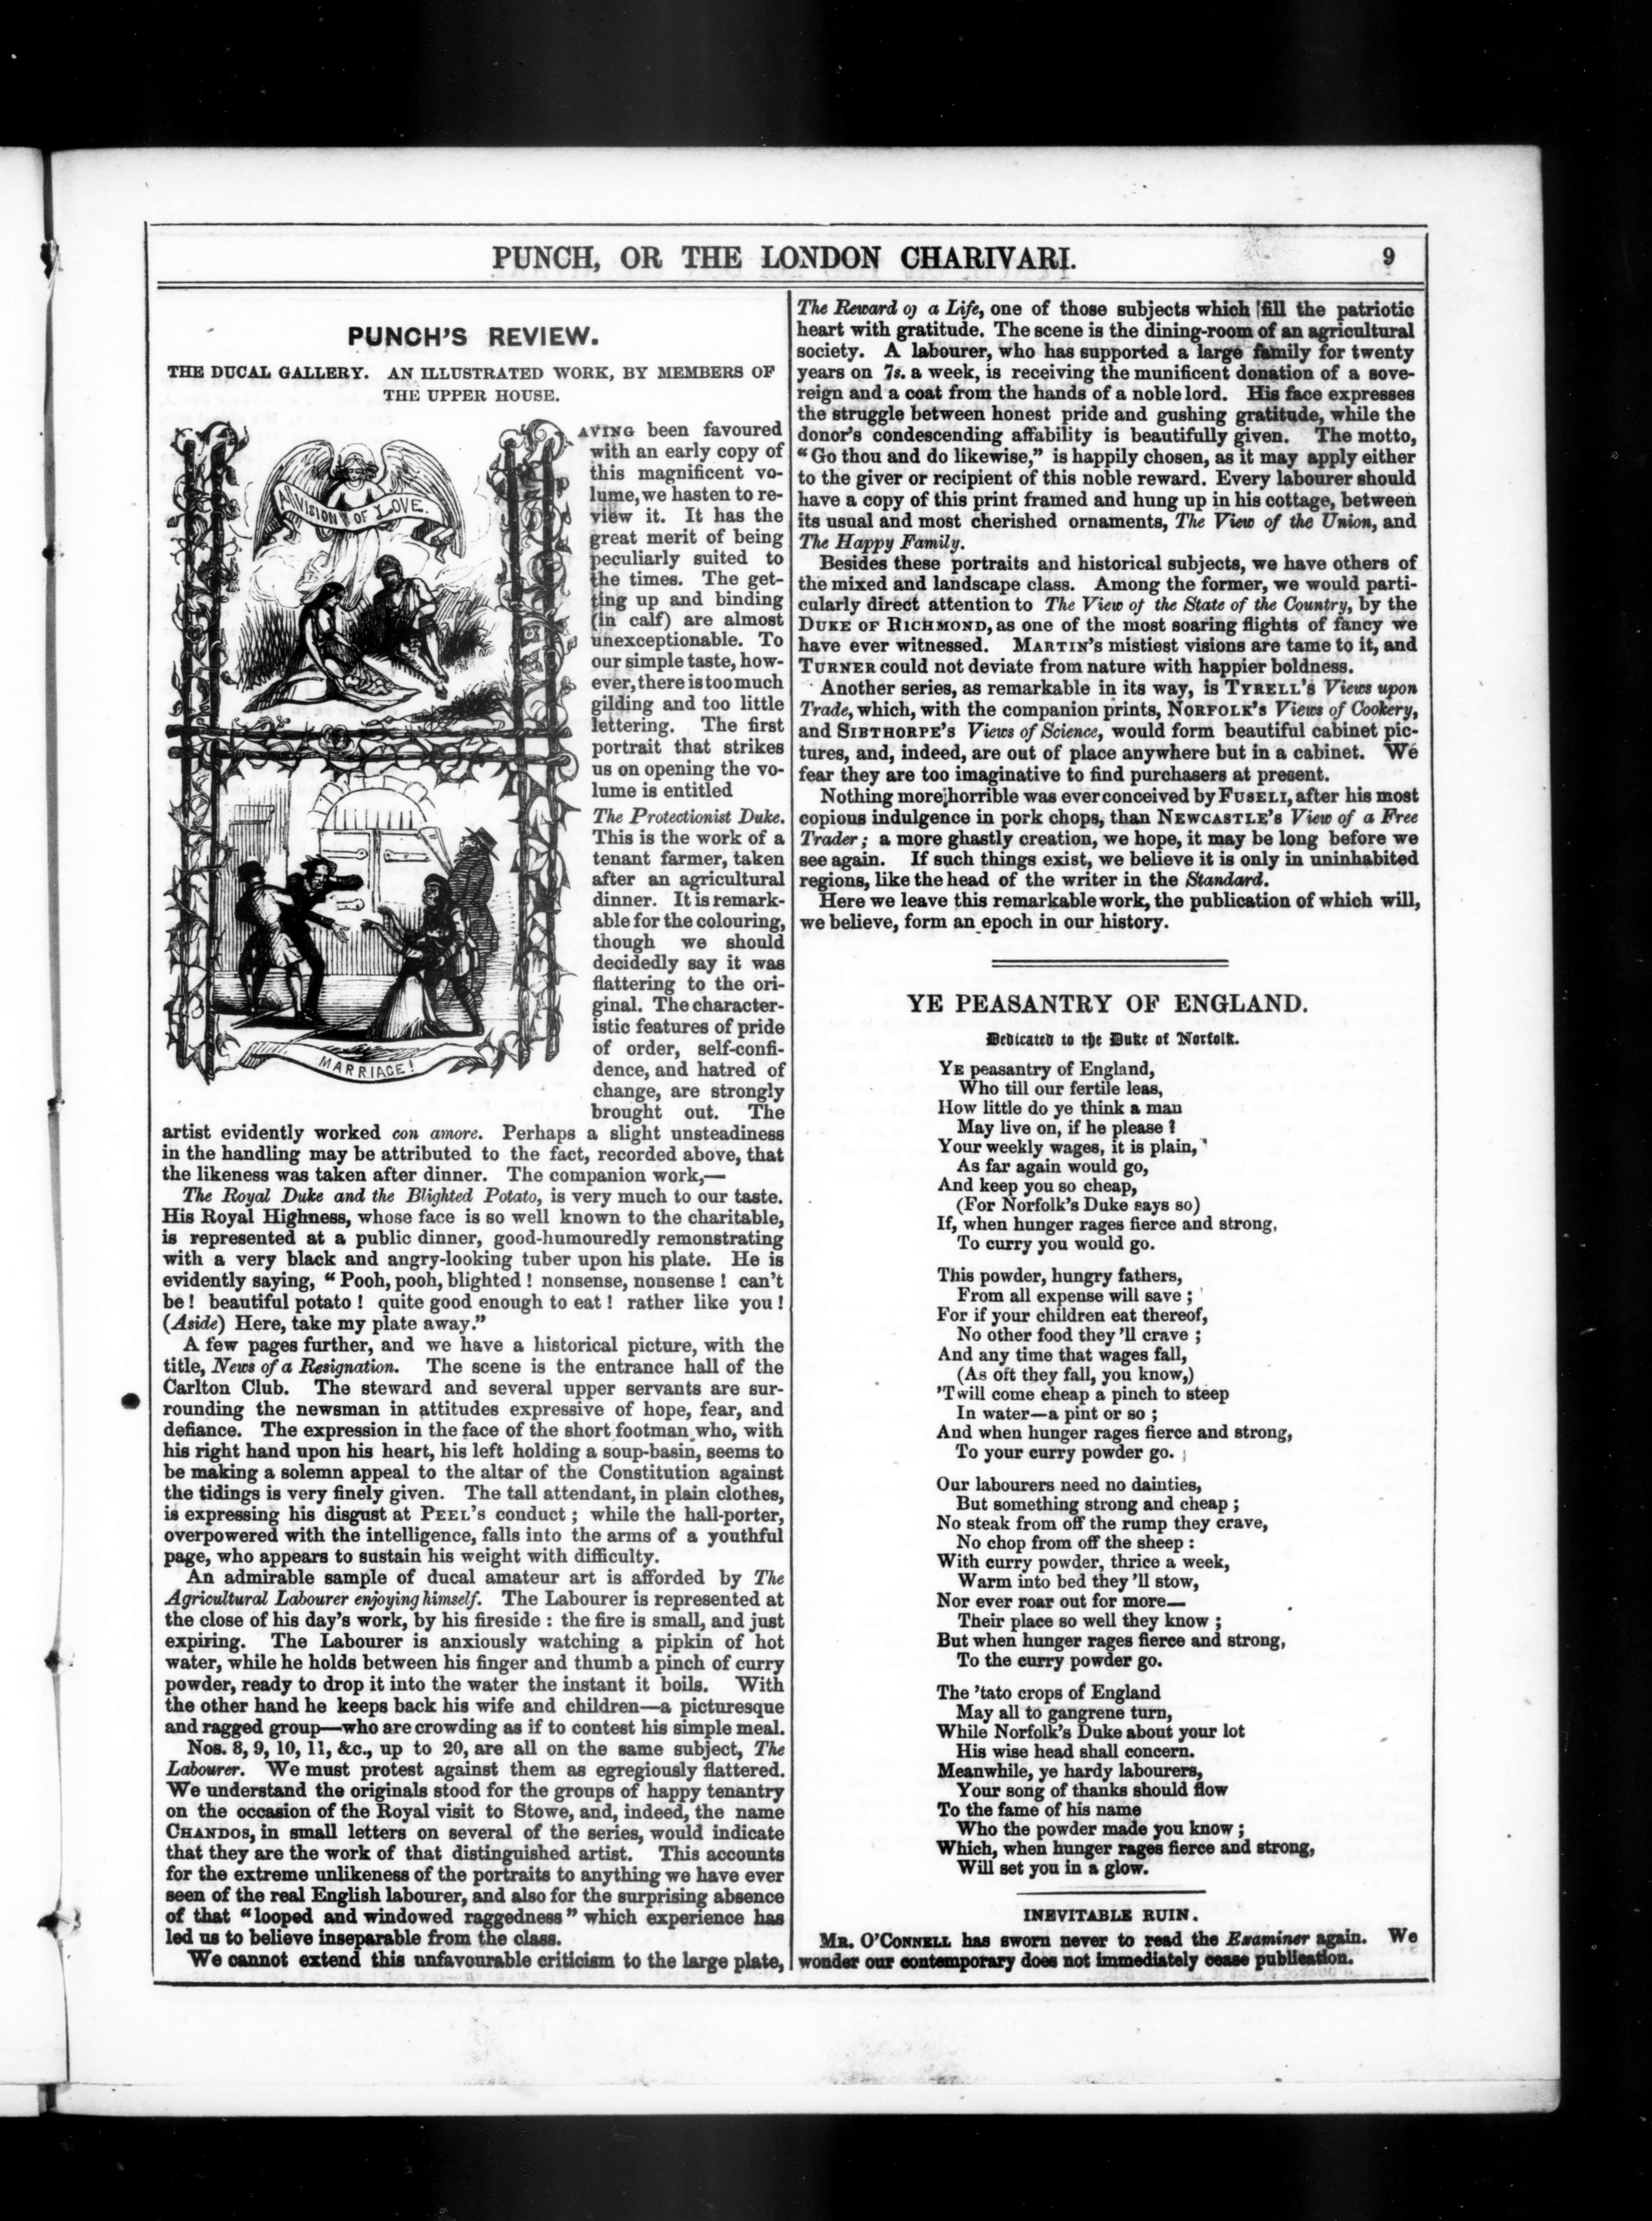 PUNCH, OR THE LONDON CHARIVARI.
9
PUNCH'S REVIEW.
THE DUCAL GALLERY. AN ILLUSTRATED WORK, BY MEMBERS OF
THE UPPER HOUSE.
A VISION OF LOVE.
MARRIAGE!
AVING been favoured
with an early copy of
this magnificent vo-
lume, we hasten to re-
view it. It has the
great merit of being
peculiarly suited to
the times. The get-
ting up and binding
(in calf) are almost
unexceptionable. To
our simple taste, how-
ever, there is too much
gilding and too little
lettering. The first
portrait that strikes
us on opening the vo-
lume is entitled
The Protectionist Duke.
This is the work of a
tenant farmer, taken
after an agricultural
dinner. It is remark-
able for the colouring,
though we should
decidedly say it was
flattering to the ori-
ginal. The character-
istic features of pride
of order, self-confi-
dence, and hatred of
change, are strongly
brought out. The
artist evidently worked con amore. Perhaps a slight unsteadiness
in the handling may be attributed to the fact, recorded above, that
the likeness was taken after dinner. The companion work,—
The Royal Duke and the Blighted Potato, is very much to our taste.
His Royal Highness, whose face is so well known to the charitable,
is represented at a public dinner, good-humouredly remonstrating
with a very black and angry-looking tuber upon his plate. He is
evidently saying, "Pooh, pooh, blighted! nonsense, nonsense! can't
be! beautiful potato! quite good enough to eat! rather like you!
(Aside) Here, take my plate away."
A few pages further, and we have a historical picture, with the
title, News of a Resignation. The scene is the entrance hall of the
Carlton Club. The steward and several upper servants are sur-
rounding the newsman in attitudes expressive of hope, fear, and
defiance. The expression in the face of the short footman who, with
his right hand upon his heart, his left holding a soup-basin, seems to
be making a solemn appeal to the altar of the Constitution against
the tidings is very finely given. The tall attendant, in plain clothes,
is expressing his disgust at PEEL's conduct; while the hall-porter,
overpowered with the intelligence, falls into the arms of a youthful
page, who appears to sustain his weight with difficulty.
An admirable sample of ducal amateur art is afforded by The
Agricultural Labourer enjoying himself. The Labourer is represented at
the close of his day's work, by his fireside: the fire is small, and just
expiring. The Labourer is anxiously watching a pipkin of hot
water, while he holds between his finger and thumb a pinch of curry
powder, ready to drop it into the water the instant it boils. With
the other hand he keeps back his wife and children—a picturesque
and ragged group—who are crowding as if to contest his simple meal.
Nos. 8, 9, 10, 11, &c., up to 20, are all on the same subject, The
Labourer. We must protest against them as egregiously flattered.
We understand the originals stood for the groups of happy tenantry
on the occasion of the Royal visit to Stowe, and, indeed, the name
CHANDOS, in small letters on several of the series, would indicate
that they are the work of that distinguished artist. This accounts
for the extreme unlikeness of the portraits to anything we have ever
seen of the real English labourer, and also for the surprising absence
of that "looped and windowed raggedness" which experience has
led us to believe inseparable from the class.
We cannot extend this unfavourable criticism to the large plate,
The Reward of a Life, one of those subjects which fill the patriotic
heart with gratitude. The scene is the dining-room of an agricultural
society. A labourer, who has supported a large family for twenty
years on 7s. a week, is receiving the munificent donation of a sove-
reign and a coat from the hands of a noble lord. His face expresses
the struggle between honest pride and gushing gratitude, while the
donor's condescending affability is beautifully given. The motto,
"Go thou and do likewise," is happily chosen, as it may apply either
to the giver or recipient of this noble reward. Every labourer should
have a copy of this print framed and hung up in his cottage, between
its usual and most cherished ornaments, The View of the Union, and
The Happy Family.
Besides these portraits and historical subjects, we have others of
the mixed and landscape class. Among the former, we would parti-
cularly direct attention to The View of the State of the Country, by the
DUKE OF RICHMOND, as one of the most soaring flights of fancy we
have ever witnessed. MARTIN's mistiest visions are tame to it, and
TURNER could not deviate from nature with happier boldness.
Another series, as remarkable in its way, is TYRELL's Views upon
Trade, which, with the companion prints, NORFOLK's Views of Cookery,
and SIBTHORPE's Views of Science, would form beautiful cabinet pic-
tures, and, indeed, are out of place anywhere but in a cabinet. We
fear they are too imaginative to find purchasers at present.
Nothing more horrible was ever conceived by FUSELI, after his most
copious indulgence in pork chops, than NEWCASTLE's View of a Free
Trader; a more ghastly creation, we hope, it may be long before we
see again. If such things exist, we believe it is only in uninhabited
regions, like the head of the writer in the Standard.
Here we leave this remarkable work, the publication of which will,
we believe, form an epoch in our history.
YE PEASANTRY OF ENGLAND.
Dedicated to the Duke of Norfolk.
YE peasantry of England,
Who till our fertile leas,
How little do ye think a man
May live on, if he please?
Your weekly wages, it is plain,
As far again would go,
And keep you so cheap,
(For Norfolk's Duke says so)
If, when hunger rages fierce and strong,
To curry you would go.
This powder, hungry fathers,
From all expense will save;
For if your children eat thereof,
No other food they 'll crave;
And any time that wages fall,
(As oft they fall, you know,)
'Twill come cheap a pinch to steep
In water—a pint or so;
And when hunger rages fierce and strong,
To your curry powder go.
Our labourers need no dainties,
But something strong and cheap;
No steak from off the rump they crave,
No chop from off the sheep:
With curry powder, thrice a week,
Warm into bed they 'll stow,
Nor ever roar out for more—
Their place so well they know;
But when hunger rages fierce and strong,
To the curry powder go.
The 'tato crops of England
May all to gangrene turn,
While Norfolk's Duke about your lot
His wise head shall concern.
Meanwhile, ye hardy labourers,
Your song of thanks should flow
To the fame of his name
Who the powder made you know;
Which, when hunger rages fierce and strong,
Will set you in a glow.
INEVITABLE RUIN.
MR. O'CONNELL has sworn never to read the Examiner again. We
wonder our contemporary does not immediately cease publication.